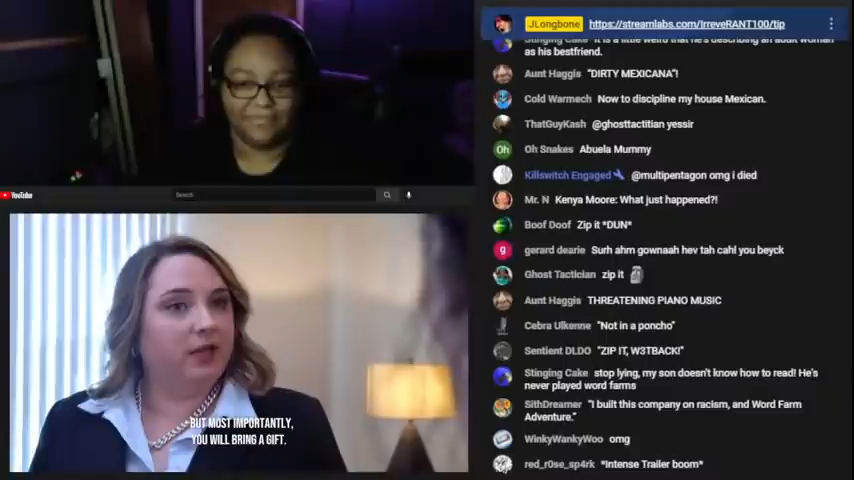 JLongbone https://streamlabs.com/IrreveRANT100/tip
Stinging Cake It is a little weird that he's describing an adult woman
as his bestfriend.
Aunt Haggis "DIRTY MEXICANA"!
Cold Warmech Now to discipline my house Mexican.
ThatGuyKash @ghosttactitian yessir
Oh Oh Snakes Abuela Mummy
Killswitch Engaged @multipentagon omg i died
Mr. N Kenya Moore: What just happened?!
Boof Doof Zip it *DUN*
g gerard dearie Surh ahm gownaah hev tah cahl you beyck
Ghost Tactician zip it
Aunt Haggis THREATENING PIANO MUSIC
Cebra Ulkenne "Not in a poncho"
Sentient DLDO "ZIP IT, W3TBACK!"
Stinging Cake stop lying, my son doesn't know how to read! He's
never played word farms
SithDreamer "I built this company on racism, and Word Farm
Adventure."
WinkyWankyWoo omg
red_r0se_sp4rk *Intense Trailer boom*
YouTube
Search
BUT MOST IMPORTANTLY,
YOU WILL BRING A GIFT.